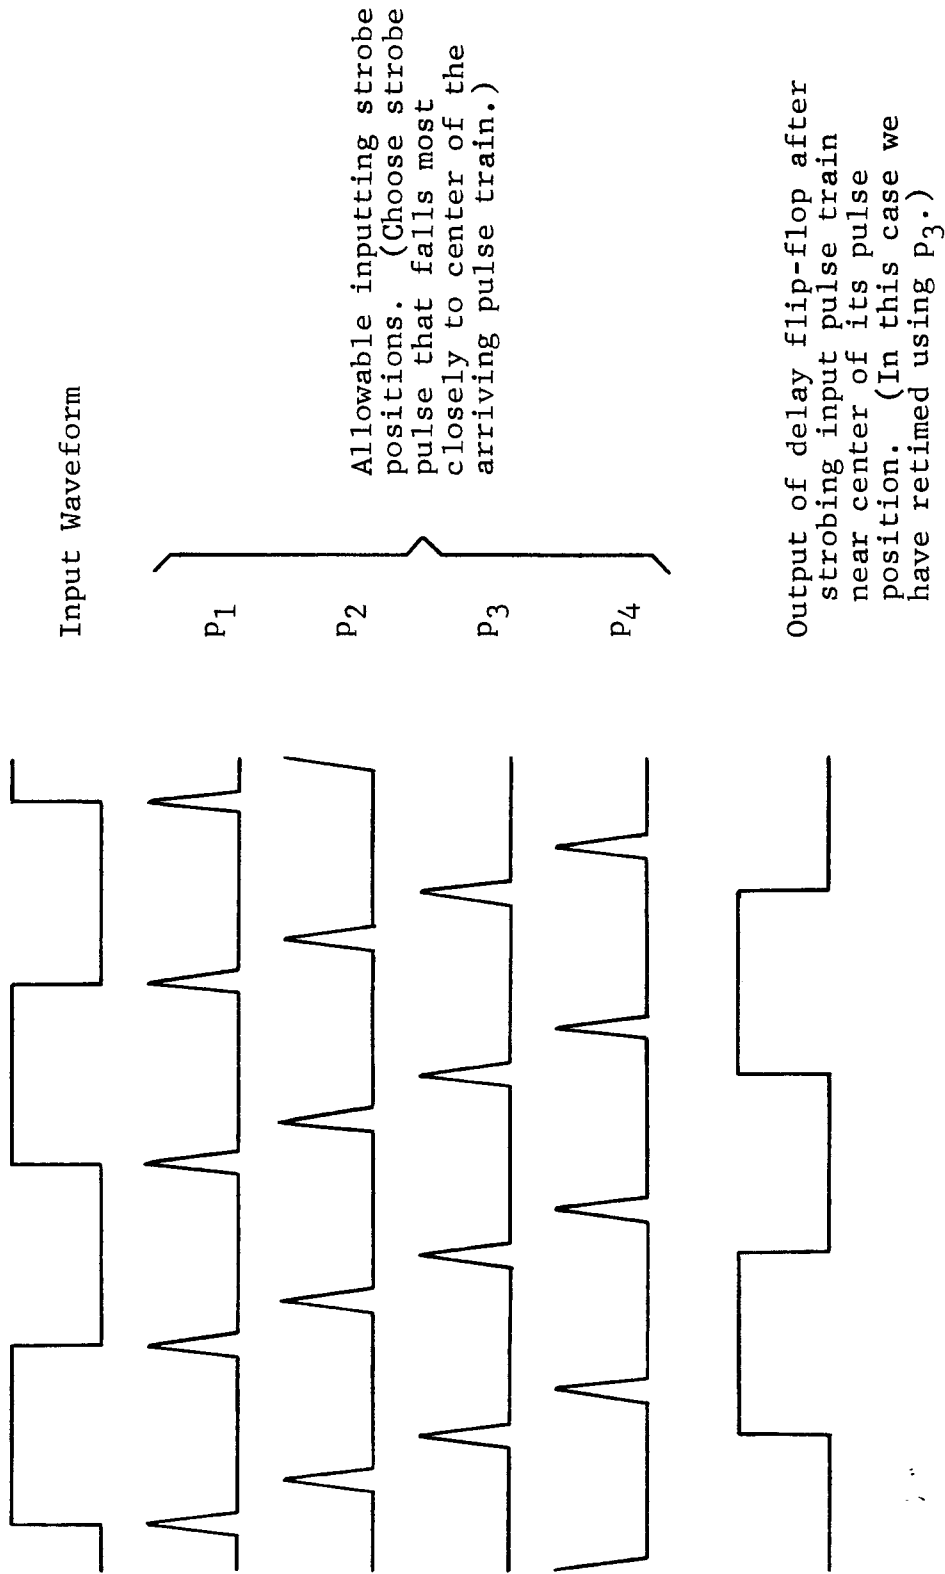 Input Waveform
P1
P2
P3
P4
Allowable inputting strobe
positions. (Choose strobe
pulse that falls most
closely to center of the
arriving pulse train.)
Output of delay flip-flop after
strobing input pulse train
near center of its pulse
position. (In this case we
have retimed using P3.)